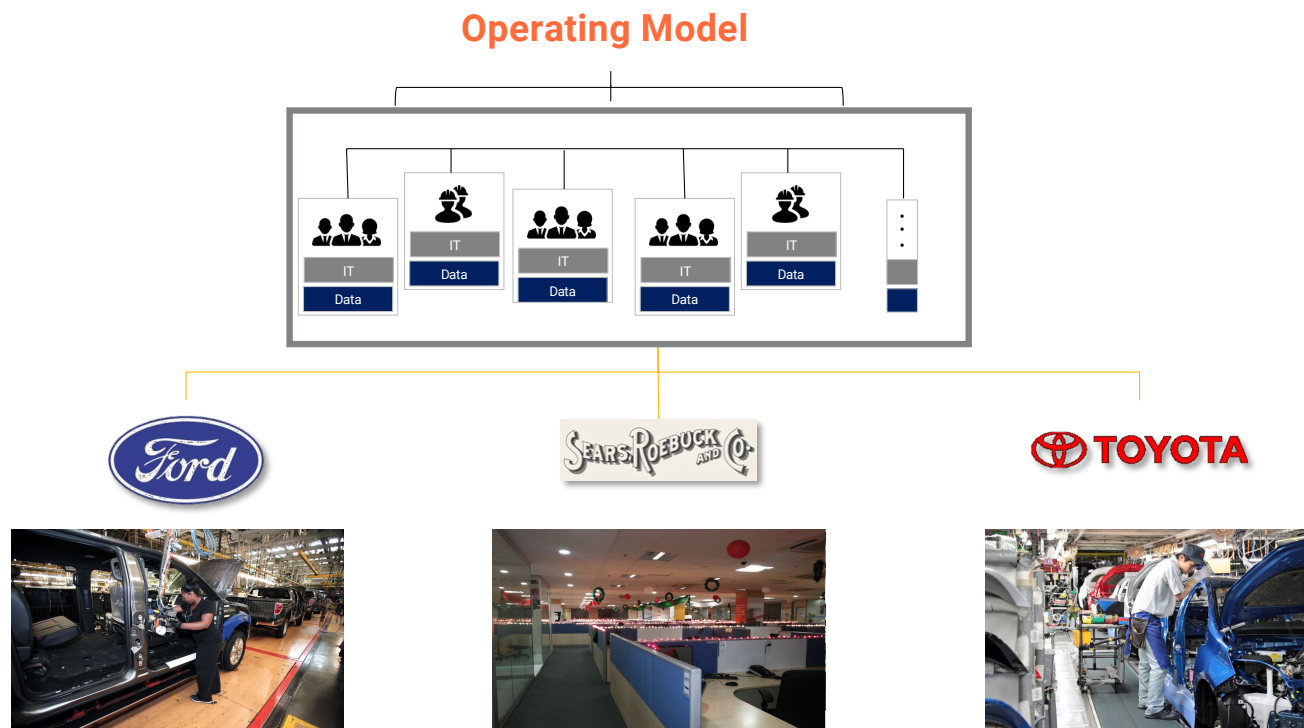 Operating Model
IT
Data
IT
Data
IT
Data
IT
Data
IT
Data
Ford
SEARS, ROEBUCK AND CO.
TOYOTA